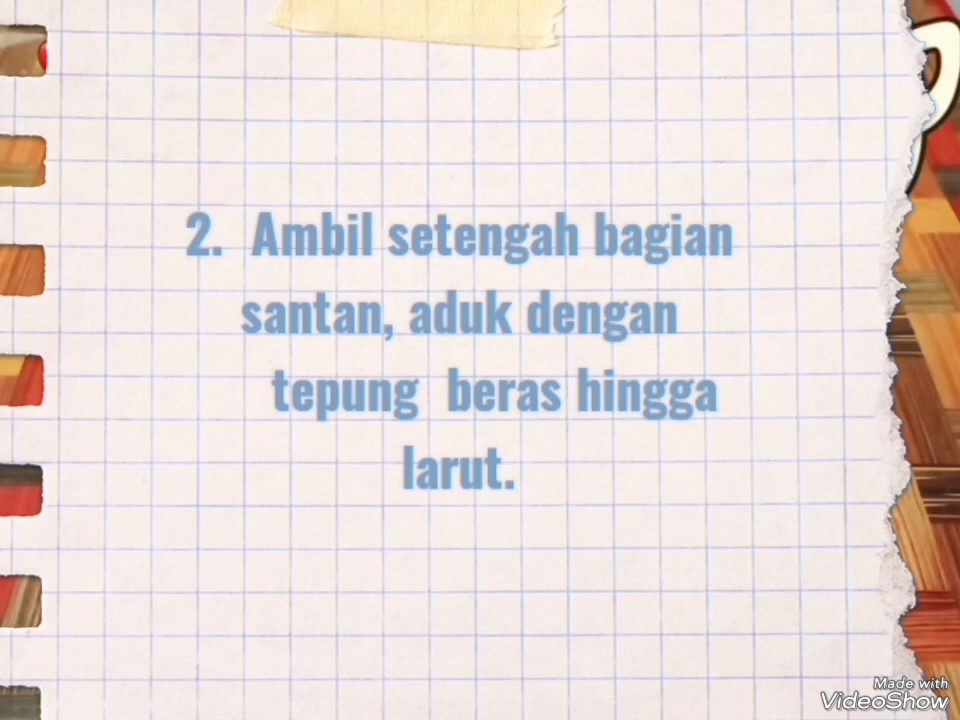 2. Ambil setengah bagian
santan, aduk dengan
tepung beras hingga
larut.
Made with
VideoShow